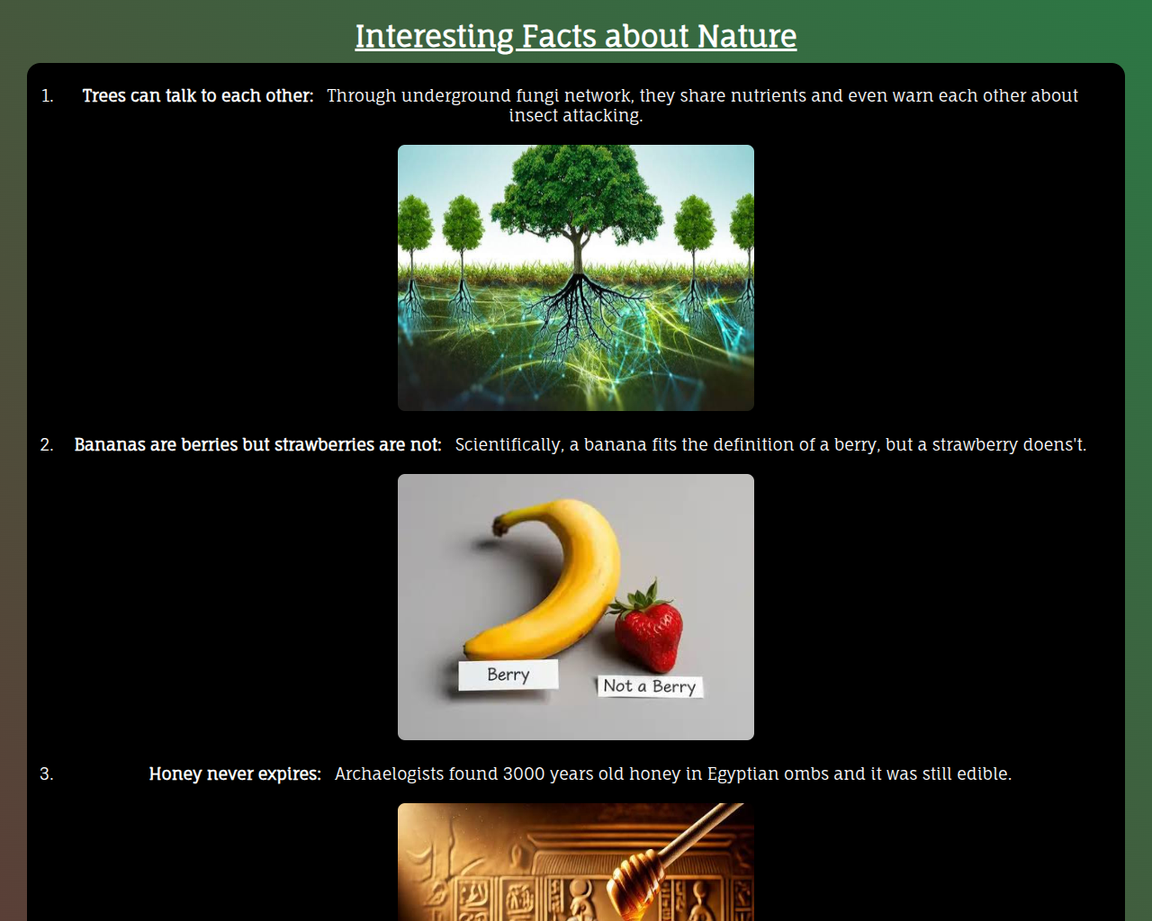 Interesting Facts about Nature
1. Trees can talk to each other: Through underground fungi network, they share nutrients and even warn each other about
insect attacking.
2. Bananas are berries but strawberries are not: Scientifically, a banana fits the definition of a berry, but a strawberry doens't.
Berry
Not a Berry
3. Honey never expires: Archaelogists found 3000 years old honey in Egyptian ombs and it was still edible.